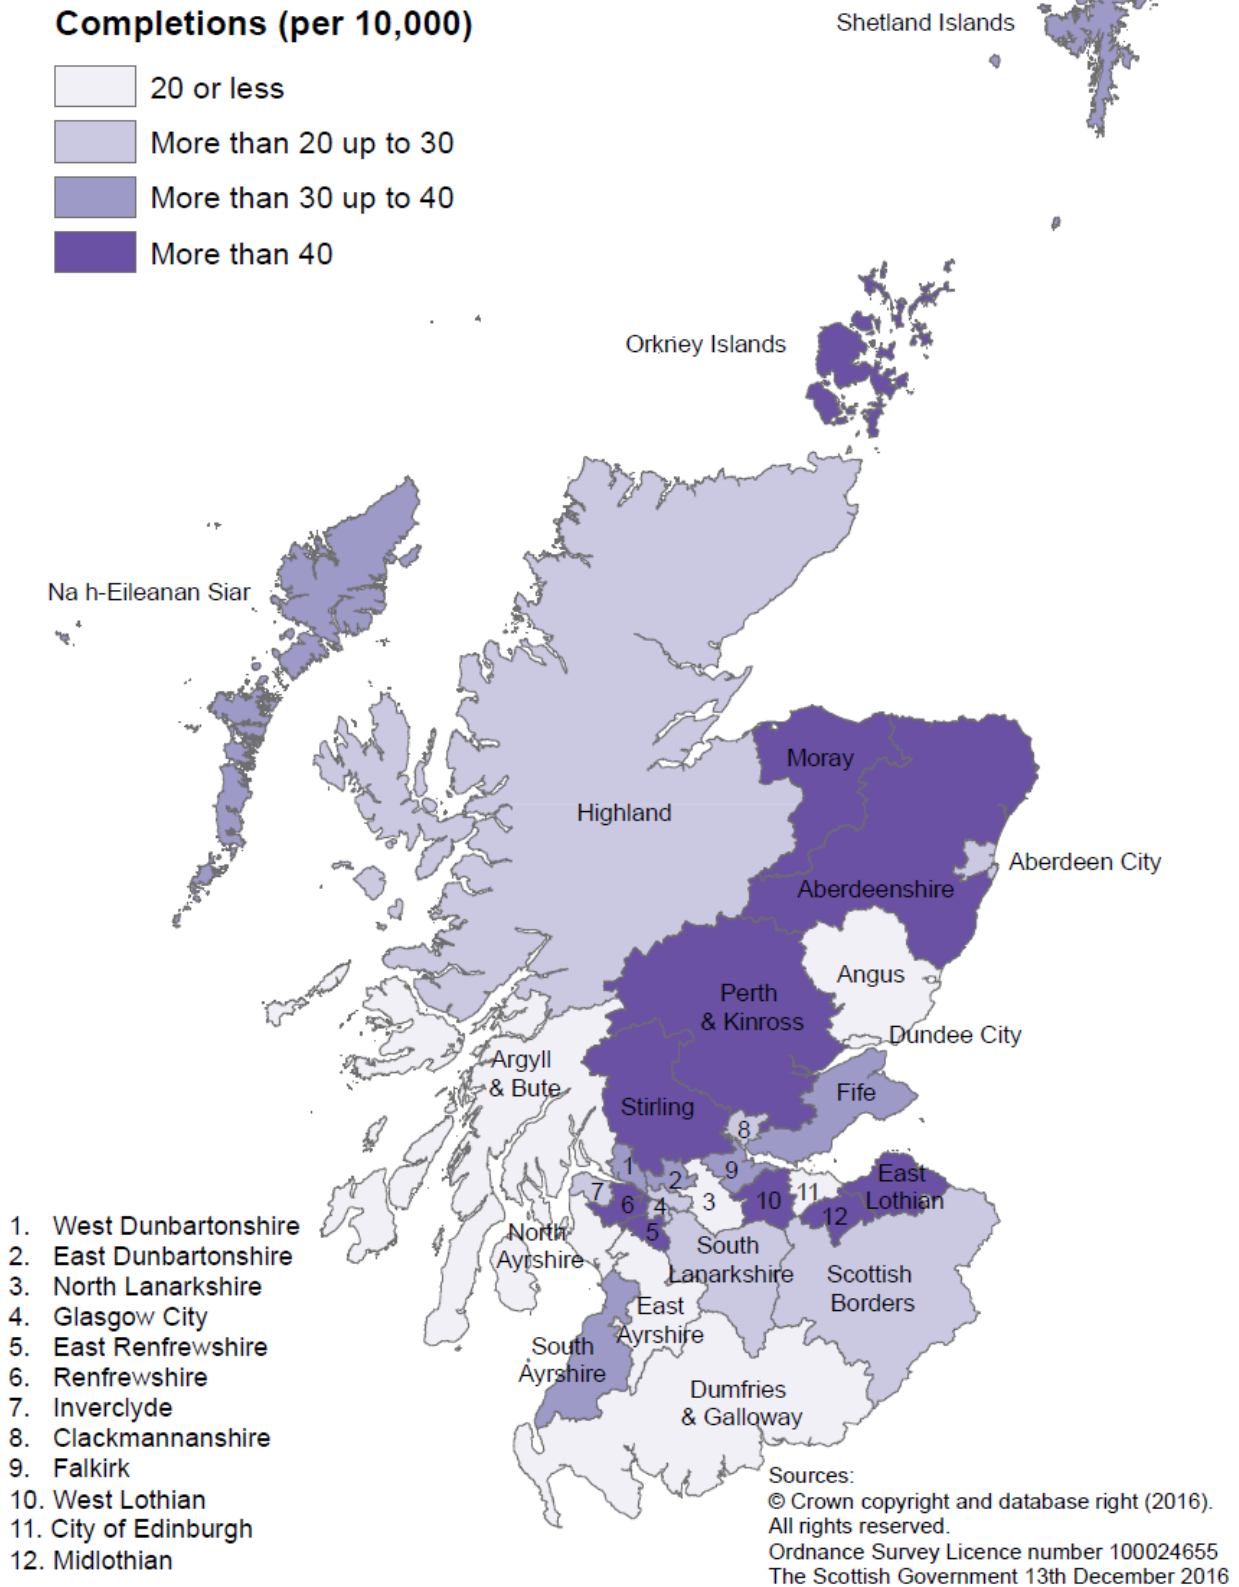 Completions (per 10,000)
20 or less
More than 20 up to 30
More than 30 up to 40
More than 40
Shetland Islands
Orkney Islands
Na h-Eileanan Siar
Moray
Highland
Aberdeen City
Aberdeenshire
Angus
Perth
& Kinross
Dundee City
Argyll
& Bute
Fife
Stirling
8
1
2
9
East
Lothian
7
6
4
3
10
11
12
5
North
Ayrshire
South
Lanarkshire
Scottish
Borders
East
Ayrshire
South
Ayrshire
Dumfries
& Galloway
1. West Dunbartonshire
2. East Dunbartonshire
3. North Lanarkshire
4. Glasgow City
5. East Renfrewshire
6. Renfrewshire
7. Inverclyde
8. Clackmannanshire
9. Falkirk
10. West Lothian
11. City of Edinburgh
12. Midlothian
Sources:
© Crown copyright and database right (2016).
All rights reserved.
Ordnance Survey Licence number 100024655
The Scottish Government 13th December 2016